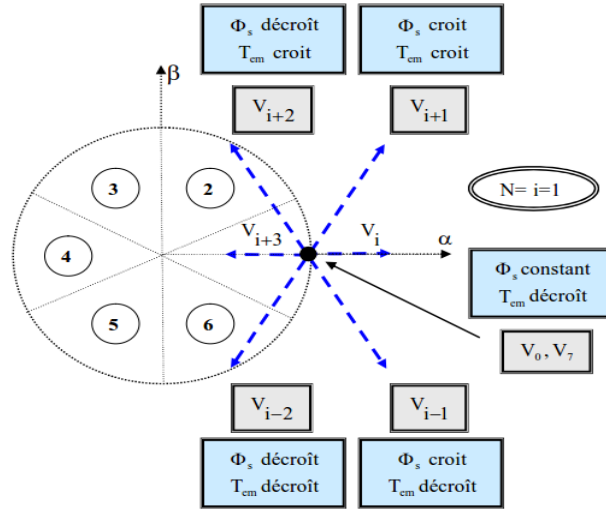 Φs décroît
Tem croit
Φs croit
Tem croit
β
Vi+2
Vi+1
3
2
N= i=1
4
Vi+3
Vi
α
Φs constant
Tem décroît
5
6
V0 , V7
Vi−2
Vi−1
Φs décroît
Tem décroît
Φs croit
Tem décroît